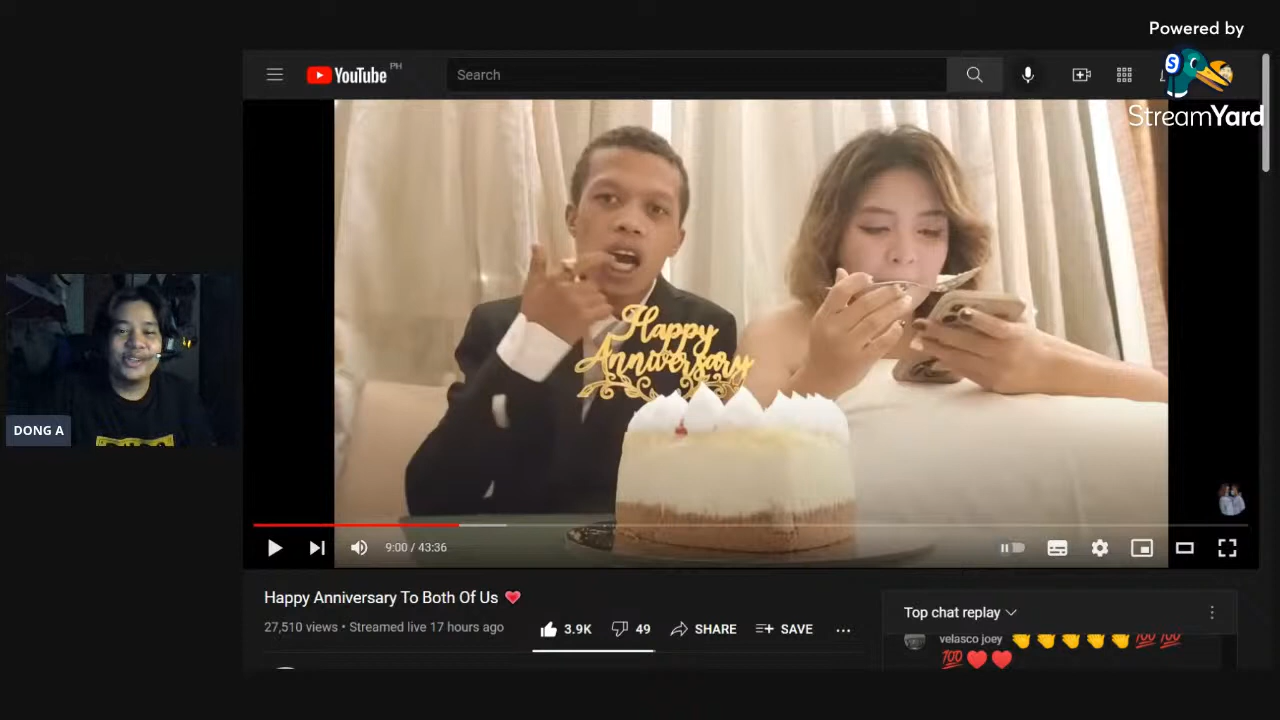 Powered by
StreamYard
YouTube PH
Search
Happy
Anniversary
DONG A
9:00 / 43:36
Happy Anniversary To Both Of Us ❤
27,510 views • Streamed live 17 hours ago
3.9K
49
SHARE
SAVE
Top chat replay
velasco joey 👏👏👏👏👏💯💯
💯❤❤